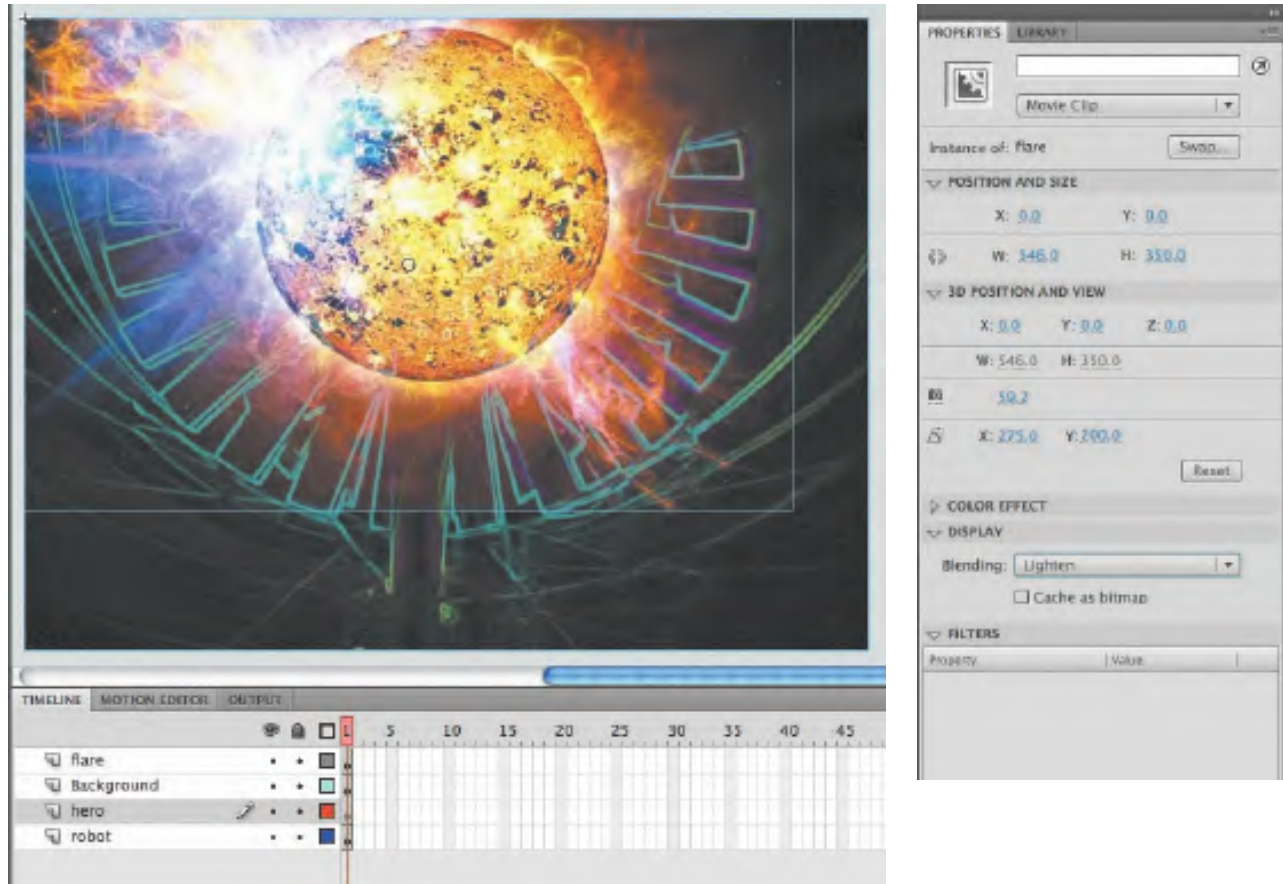 PROPERTIES LIBRARY
Movie Clip
Instance of: flare Swap...
POSITION AND SIZE
X: 0.0 Y: 0.0
W: 546.0 H: 350.0
3D POSITION AND VIEW
X: 0.0 Y: 0.0 Z: 0.0
W: 546.0 H: 350.0
59.2
X: 275.0 Y: 200.0
Reset
COLOR EFFECT
DISPLAY
Blending: Lighten
Cache as bitmap
FILTERS
Property Value
TIMELINE MOTION EDITOR OUTPUT
1 5 10 15 20 25 30 35 40 45
flare
Background
hero
robot